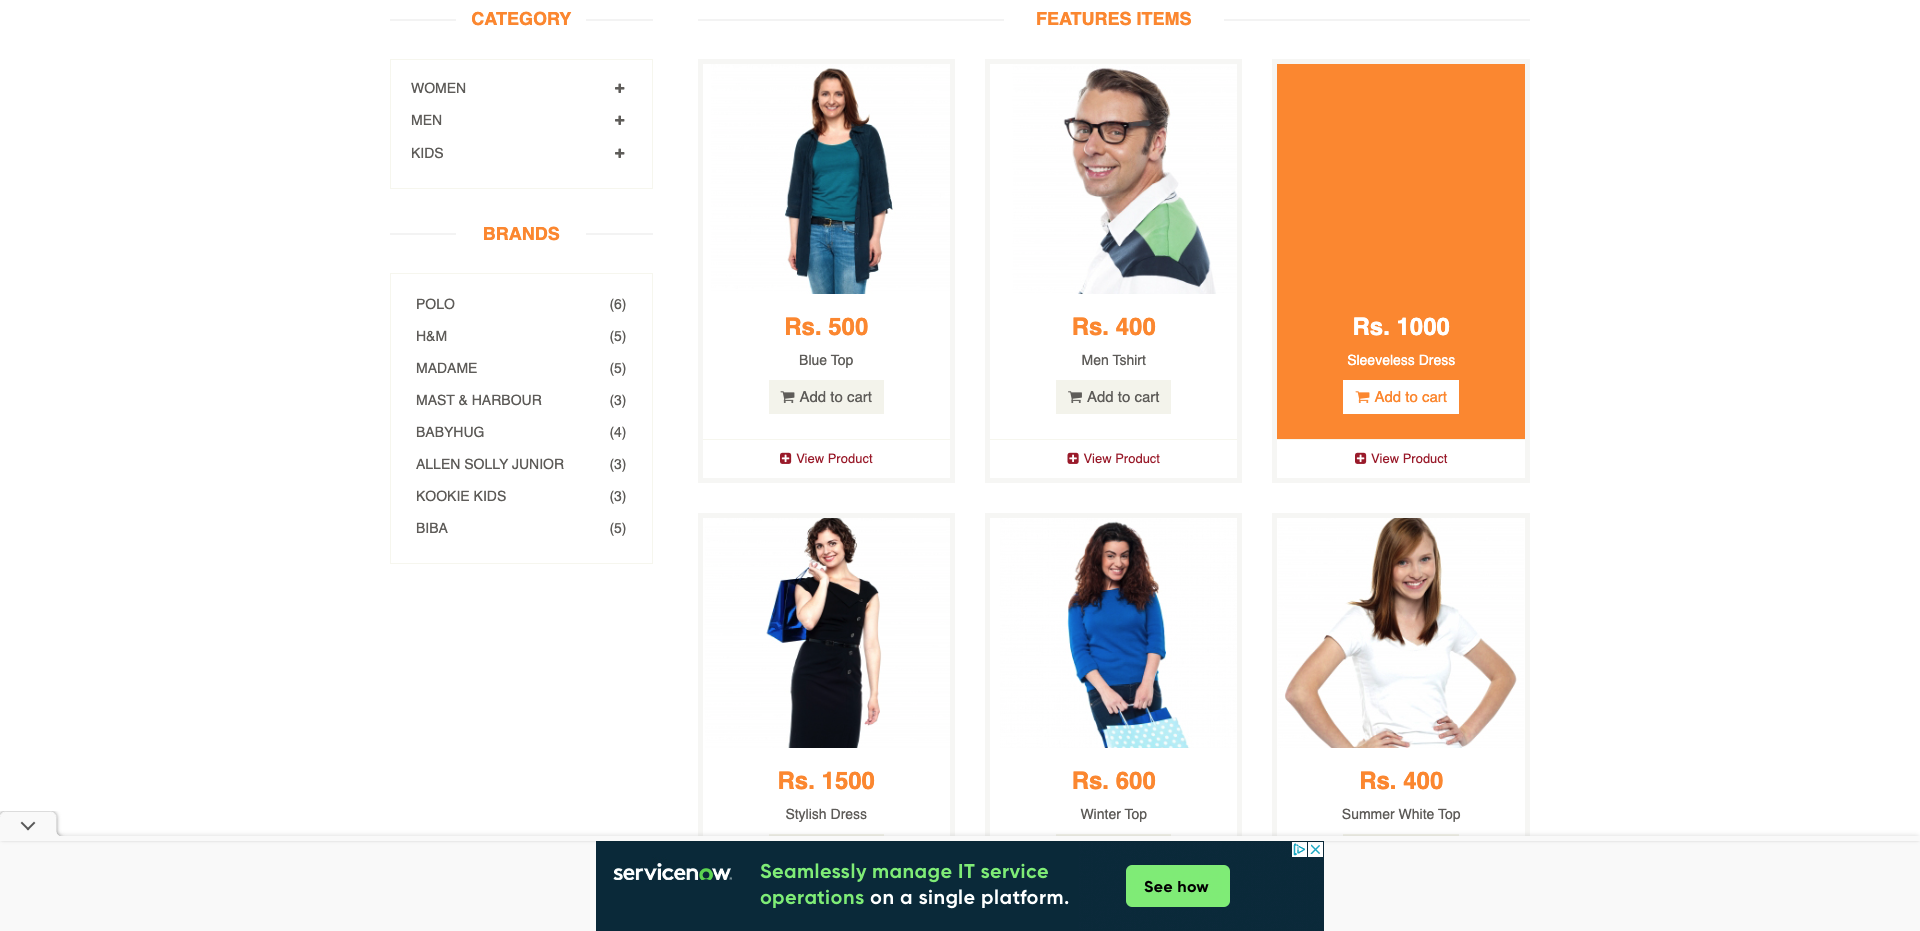 CATEGORY
WOMEN
MEN
KIDS
BRANDS
POLO (6)
H&M (5)
MADAME (5)
MAST & HARBOUR (3)
BABYHUG (4)
ALLEN SOLLY JUNIOR (3)
KOOKIE KIDS (3)
BIBA (5)
FEATURES ITEMS
Rs. 500
Blue Top
Add to cart
View Product
Rs. 400
Men Tshirt
Add to cart
View Product
Rs. 1000
Sleeveless Dress
Add to cart
View Product
Rs. 1500
Stylish Dress
Rs. 600
Winter Top
Rs. 400
Summer White Top
servicenow.
Seamlessly manage IT service
operations on a single platform.
See how